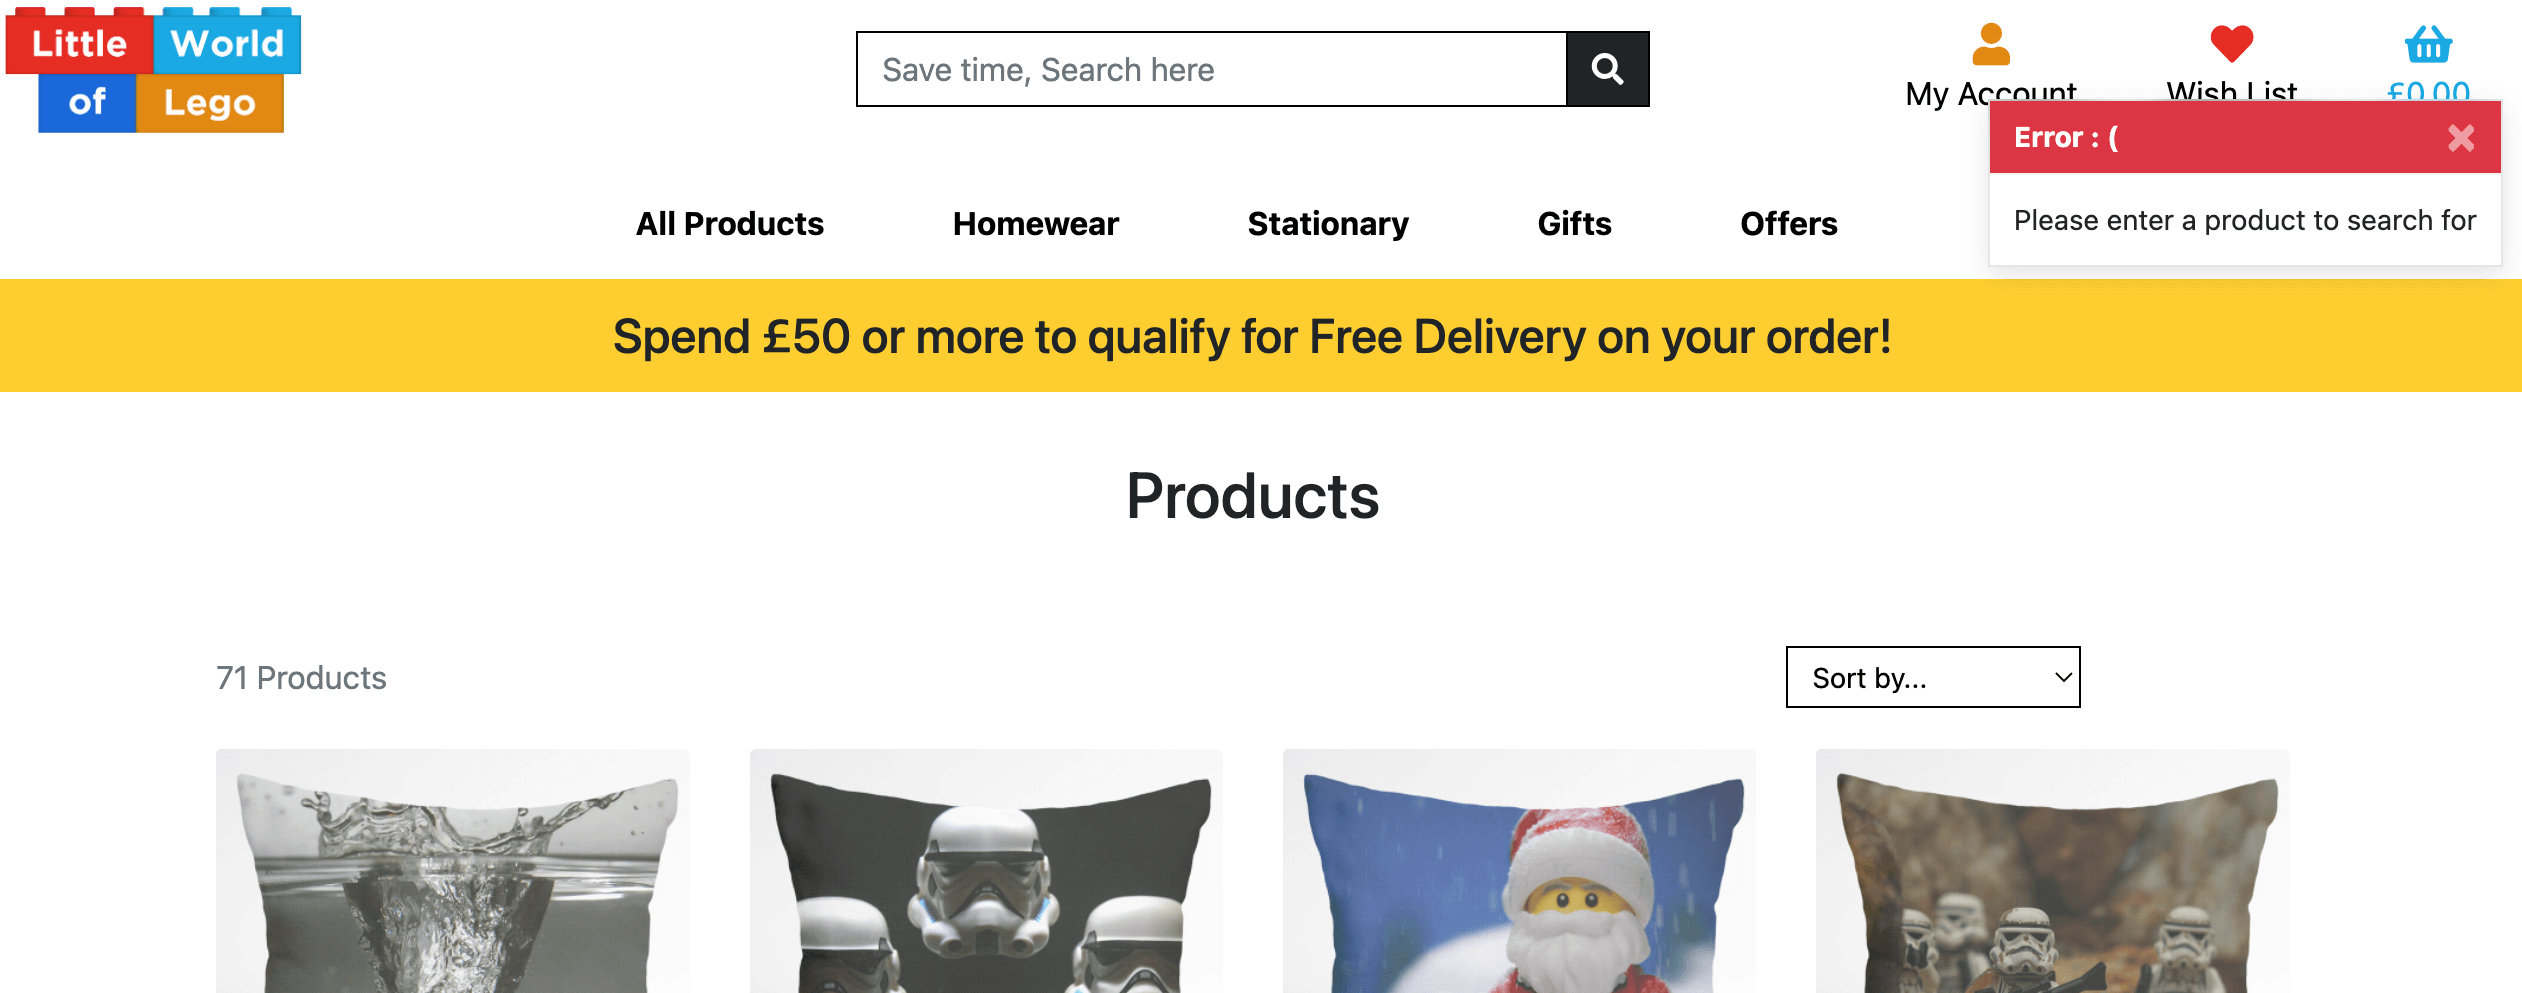 Little World
of Lego
Save time, Search here
My Account
Wish List
£0.00
Error : (
Please enter a product to search for
All Products
Homewear
Stationary
Gifts
Offers
Spend £50 or more to qualify for Free Delivery on your order!
Products
71 Products
Sort by...